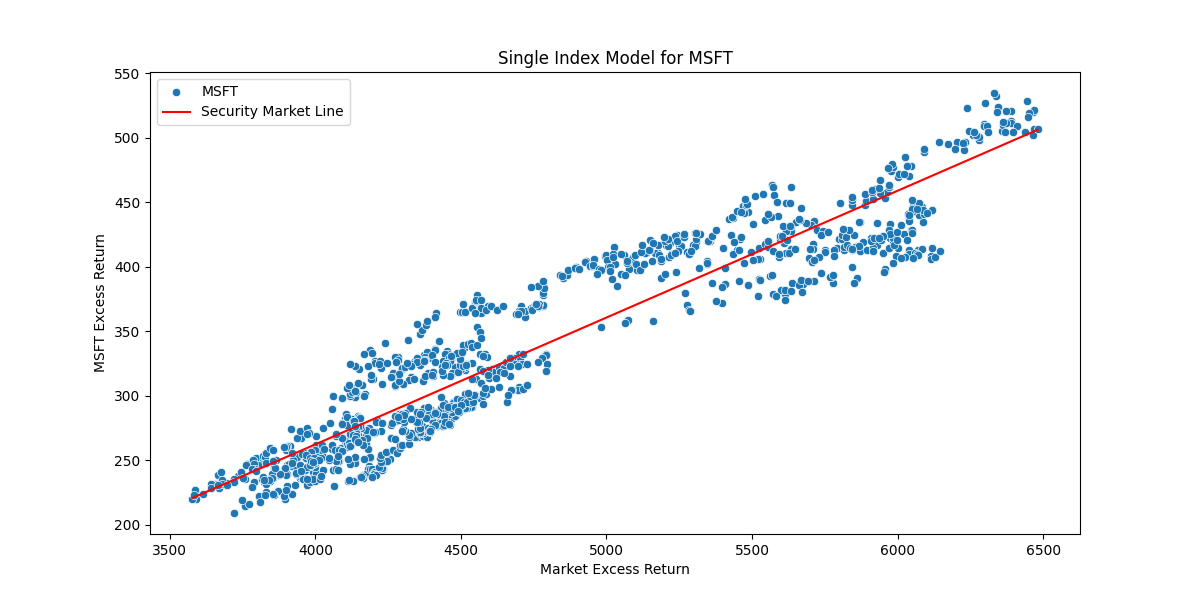 Single Index Model for MSFT
MSFT
Security Market Line
550
500
450
400
350
300
250
200
MSFT Excess Return
3500 4000 4500 5000 5500 6000 6500
Market Excess Return